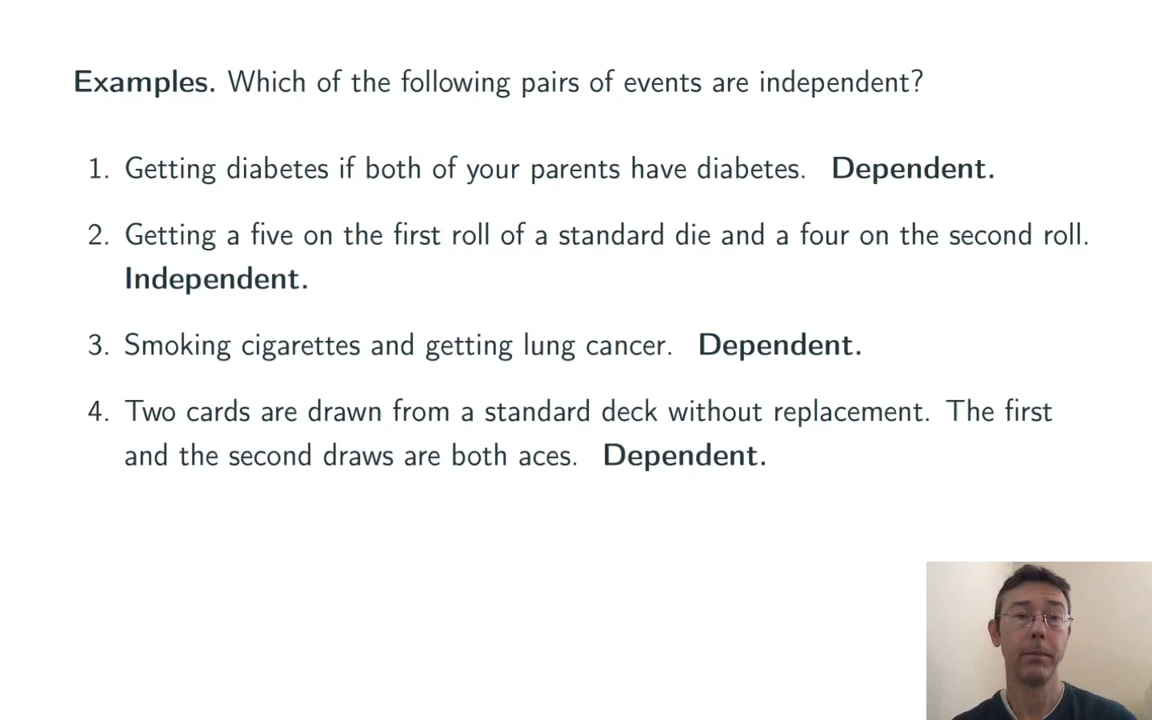 Examples. Which of the following pairs of events are independent?
1. Getting diabetes if both of your parents have diabetes. Dependent.
2. Getting a five on the first roll of a standard die and a four on the second roll.
Independent.
3. Smoking cigarettes and getting lung cancer. Dependent.
4. Two cards are drawn from a standard deck without replacement. The first
and the second draws are both aces. Dependent.